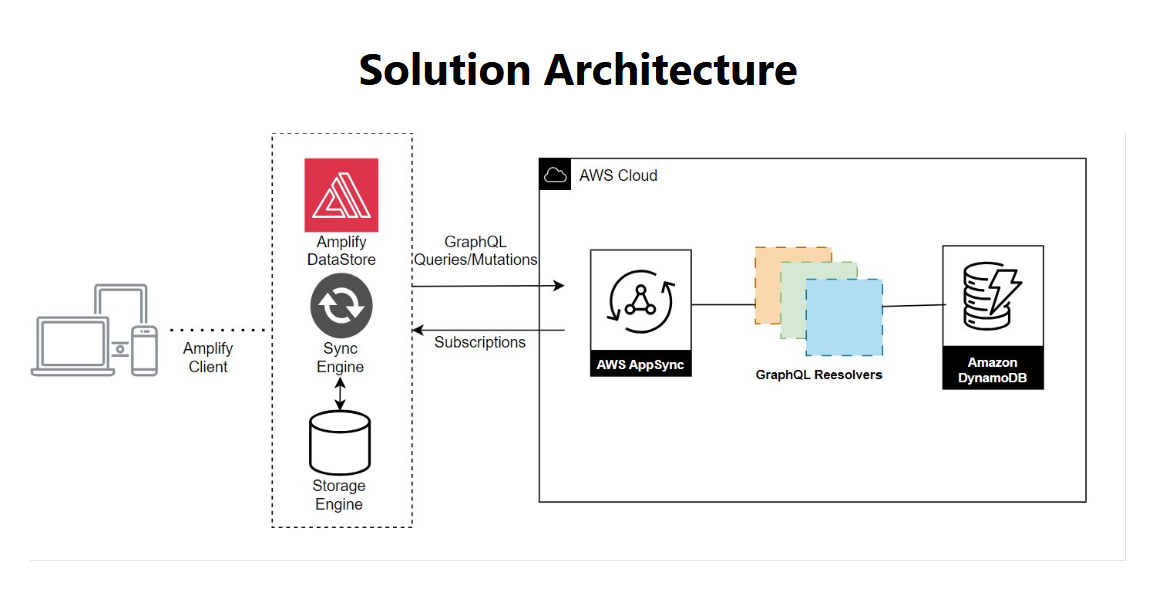 Solution Architecture
Amplify
DataStore
Sync
Engine
Storage
Engine
Amplify
Client
GraphQL
Queries/Mutations
Subscriptions
AWS Cloud
AWS AppSync
GraphQL Reesolvers
Amazon
DynamoDB